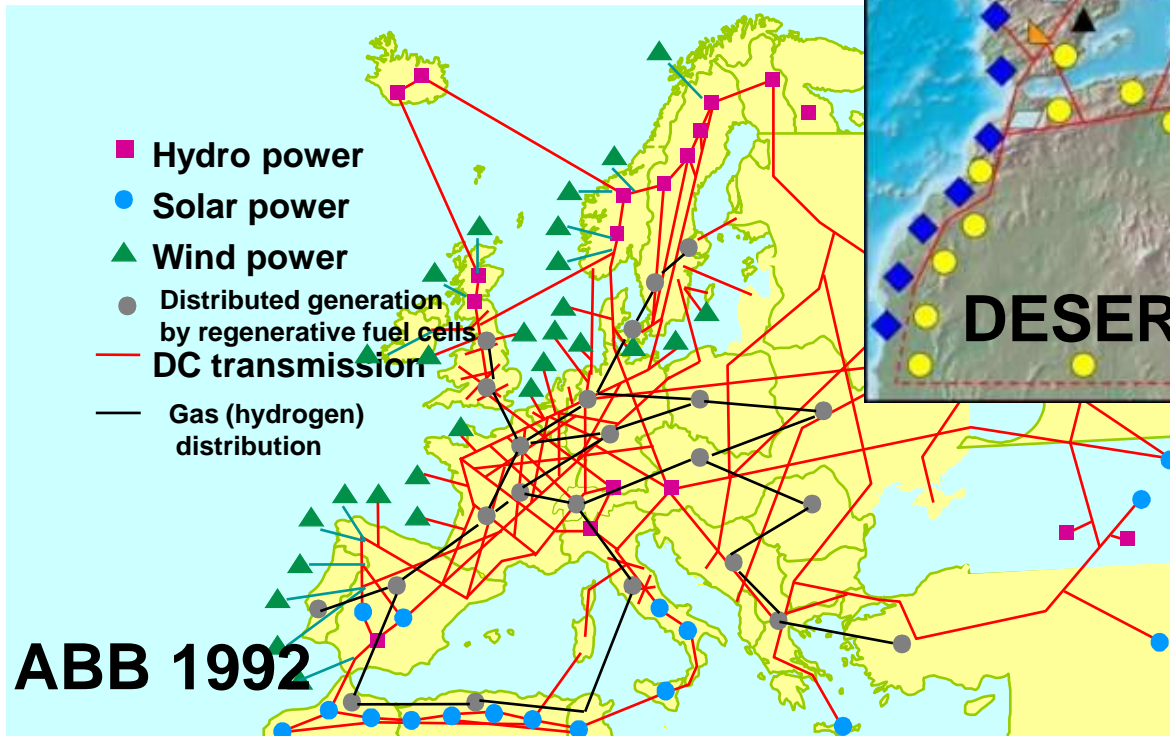 Hydro power
Solar power
Wind power
Distributed generation
by regenerative fuel cells
DC transmission
Gas (hydrogen)
distribution
DESER
ABB 1992